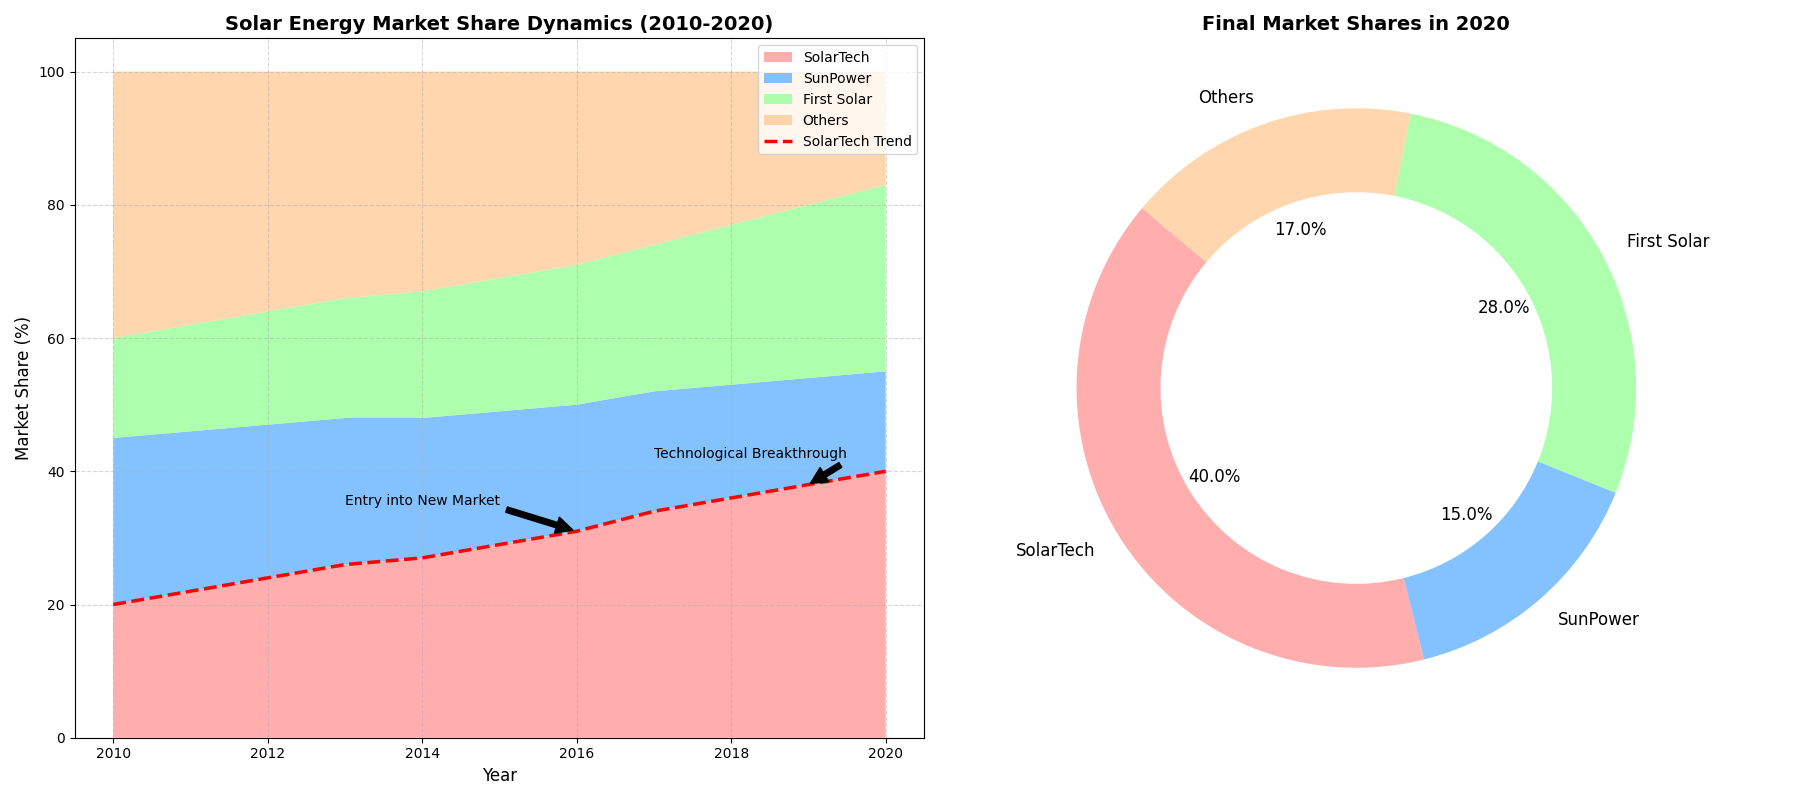 Solar Energy Market Share Dynamics (2010-2020)
Market Share (%)
100
80
60
40
20
0
2010
2012
2014
2016
2018
2020
Year
SolarTech
SunPower
First Solar
Others
SolarTech Trend
Technological Breakthrough
Entry into New Market
Final Market Shares in 2020
Others
17.0%
First Solar
28.0%
40.0%
15.0%
SolarTech
SunPower